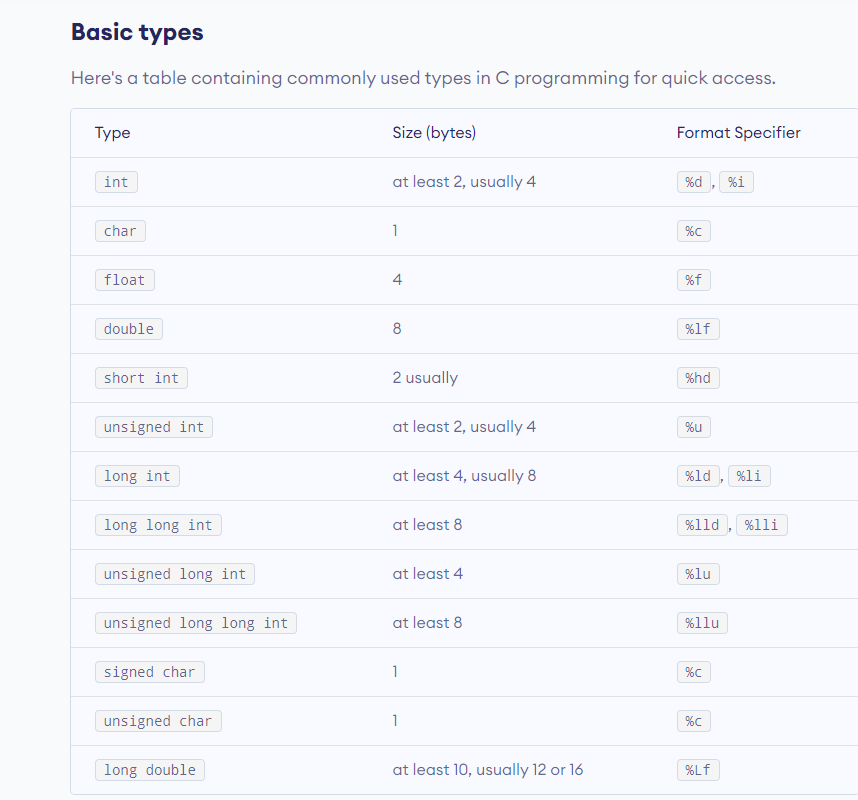 Basic types
Here's a table containing commonly used types in C programming for quick access.
Type Size (bytes) Format Specifier
int at least 2, usually 4 %d, %i
char 1 %c
float 4 %f
double 8 %lf
short int 2 usually %hd
unsigned int at least 2, usually 4 %u
long int at least 4, usually 8 %ld, %li
long long int at least 8 %lld, %lli
unsigned long int at least 4 %lu
unsigned long long int at least 8 %llu
signed char 1 %c
unsigned char 1 %c
long double at least 10, usually 12 or 16 %Lf